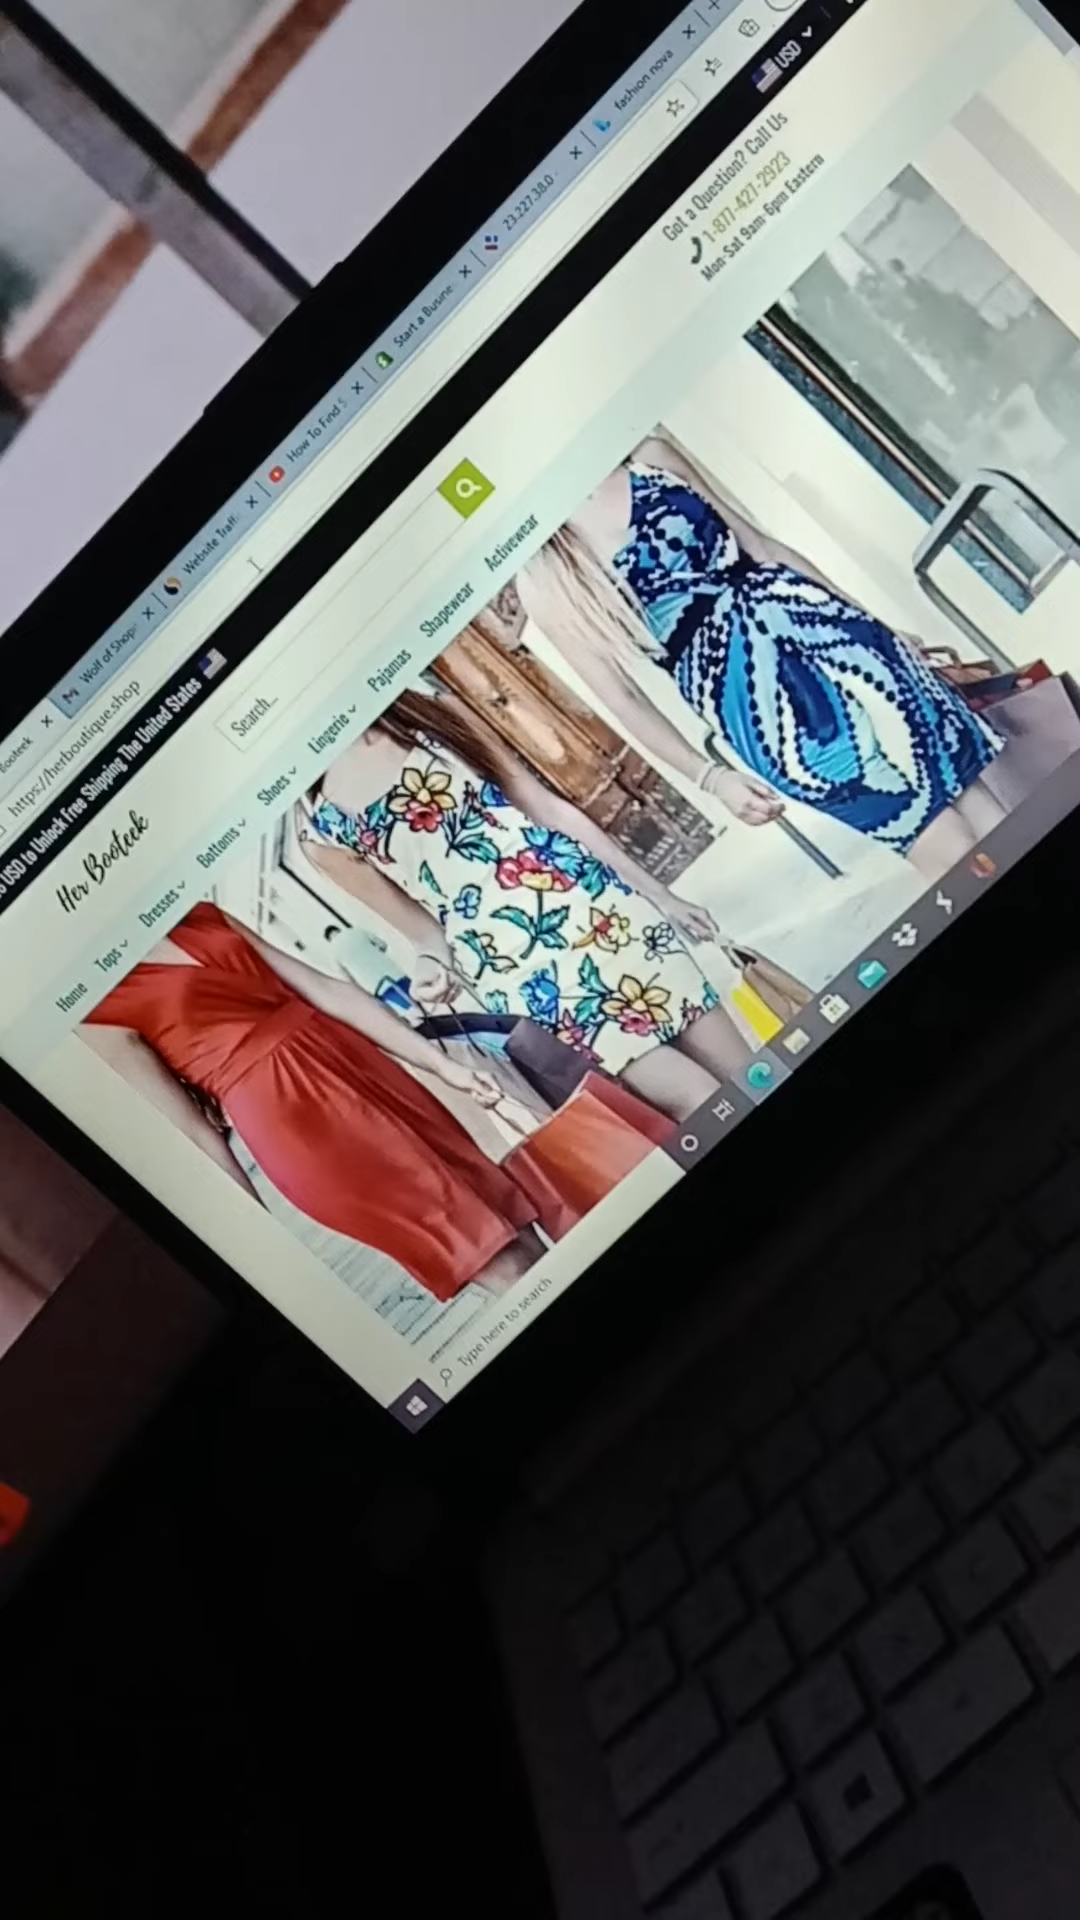 Booteek
Wolf of Shop
Website Traff
How To Find S
Start a Busine
23.227.38.0 -
fashion nova
https://herboutique.shop
USD to Unlock Free Shipping The United States
USD
Her Booteek
Search...
Got a Question? Call Us
1-877-427-2923
Mon-Sat 9am-6pm Eastern
Home
Tops
Dresses
Bottoms
Shoes
Lingerie
Pajamas
Shapewear
Activewear
Type here to search